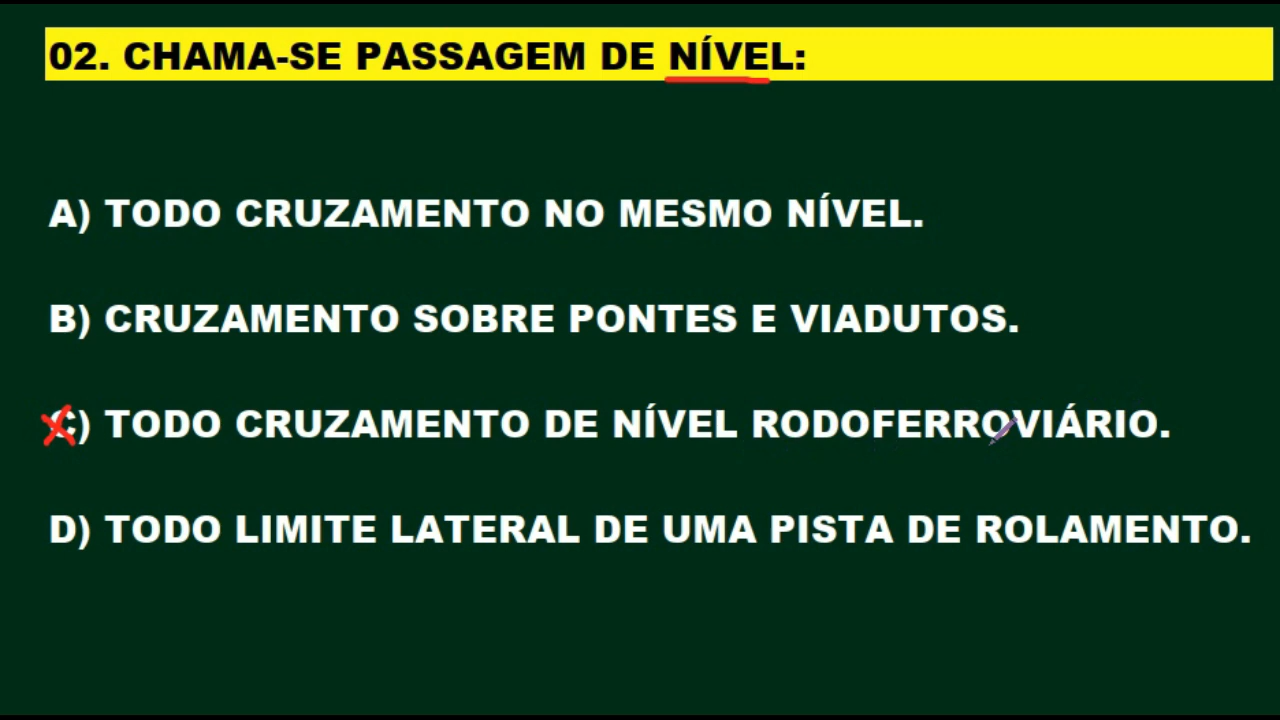 02. CHAMA-SE PASSAGEM DE NÍVEL:
A) TODO CRUZAMENTO NO MESMO NÍVEL.
B) CRUZAMENTO SOBRE PONTES E VIADUTOS.
C) TODO CRUZAMENTO DE NÍVEL RODOFERROVIÁRIO.
D) TODO LIMITE LATERAL DE UMA PISTA DE ROLAMENTO.